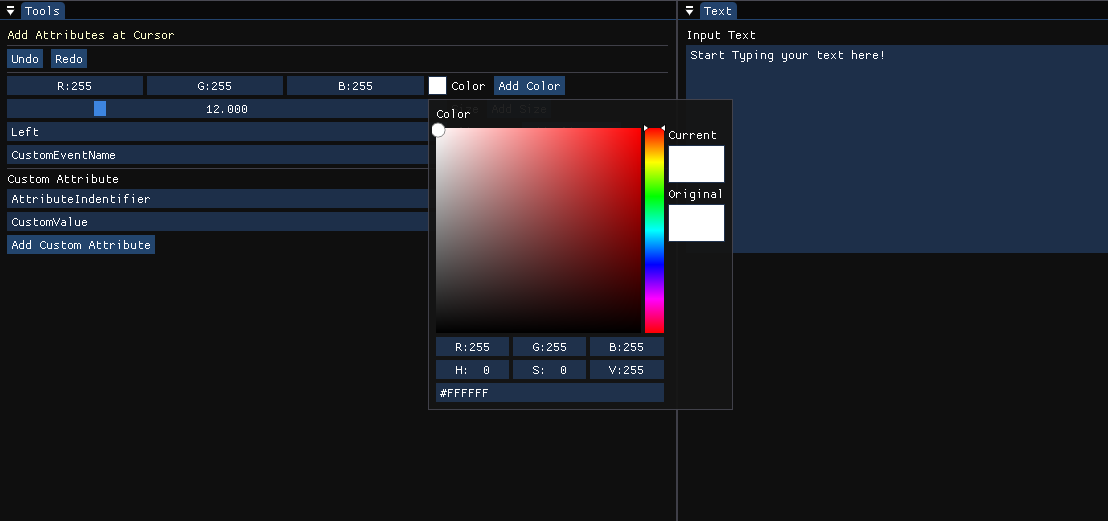 Tools
Text
Add Attributes at Cursor
Input Text
Undo Redo
Start Typing your text here!
R:255 G:255 B:255 Color Add Color
12.000 Add Size
Left
CustomEventName
Custom Attribute
AttributeIndentifier
CustomValue
Add Custom Attribute
Color
Current
Original
R:255 G:255 B:255
H: 0 S: 0 V:255
#FFFFFF